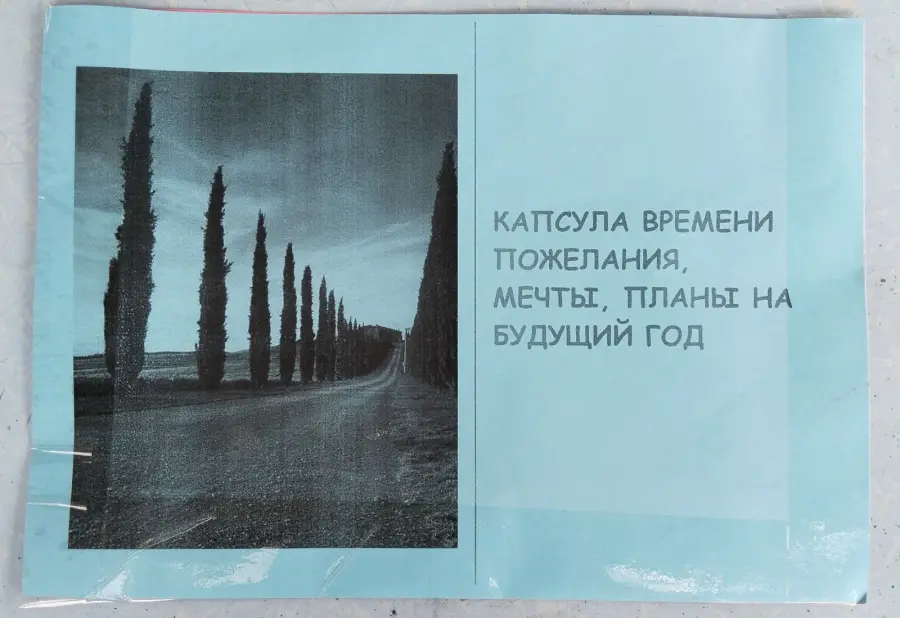 КАПСУЛА ВРЕМЕНИ
ПОЖЕЛАНИЯ,
МЕЧТЫ, ПЛАНЫ НА
БУДУЩИЙ ГОД